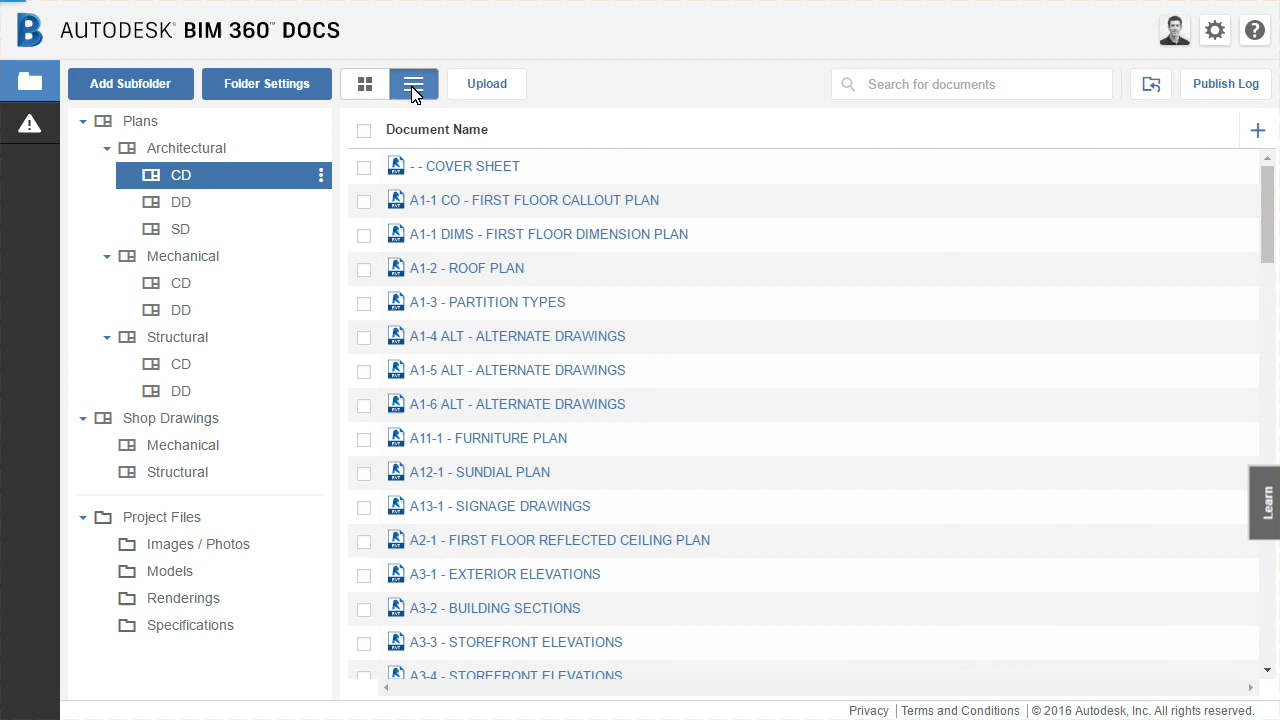 AUTODESK® BIM 360™ DOCS
Add Subfolder
Folder Settings
Upload
Search for documents
Publish Log
Plans
Architectural
CD
DD
SD
Mechanical
CD
DD
Structural
CD
DD
Shop Drawings
Mechanical
Structural
Project Files
Images / Photos
Models
Renderings
Specifications
Document Name
- - COVER SHEET
A1-1 CO - FIRST FLOOR CALLOUT PLAN
A1-1 DIMS - FIRST FLOOR DIMENSION PLAN
A1-2 - ROOF PLAN
A1-3 - PARTITION TYPES
A1-4 ALT - ALTERNATE DRAWINGS
A1-5 ALT - ALTERNATE DRAWINGS
A1-6 ALT - ALTERNATE DRAWINGS
A11-1 - FURNITURE PLAN
A12-1 - SUNDIAL PLAN
A13-1 - SIGNAGE DRAWINGS
A2-1 - FIRST FLOOR REFLECTED CEILING PLAN
A3-1 - EXTERIOR ELEVATIONS
A3-2 - BUILDING SECTIONS
A3-3 - STOREFRONT ELEVATIONS
A3-4 - STOREFRONT ELEVATIONS
Learn
Privacy | Terms and Conditions | © 2016 Autodesk, Inc. All rights reserved.